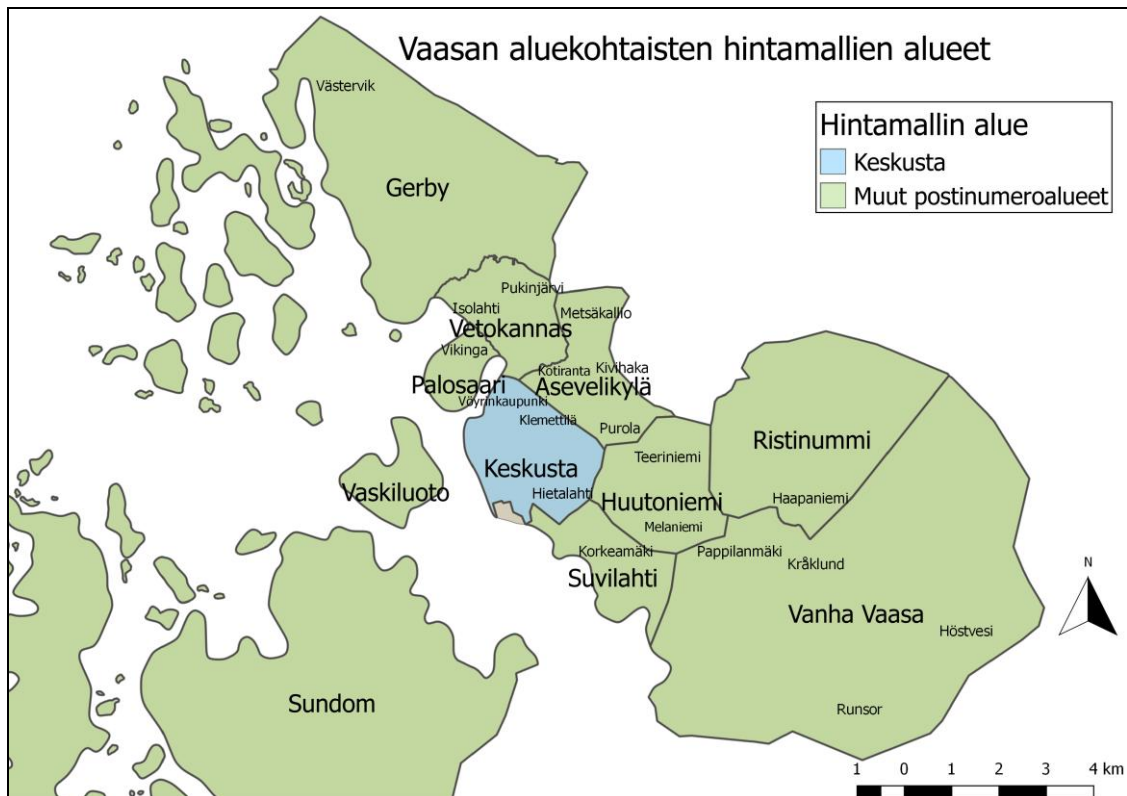 Vaasan aluekohtaisten hintamallien alueet
Västervik
Hintamallin alue
Keskusta
Muut postinumeroalueet
Gerby
Pukinjärvi
Isolahti
Metsäkallio
Vetokannas
Vikinga
Kotiranta
Kivihaka
Palosaari
Asevelikylä
Vöyrinkaupunki
Klemettilä
Purola
Ristinummi
Teeriniemi
Keskusta
Vaskiluoto
Hietalahti
Huutoniemi
Haapaniemi
Melaniemi
Korkeamäki
Pappilanmäki
Kråklund
Suvilahti
N
Vanha Vaasa
Höstvesi
Sundom
Runsor
1 0 1 2 3 4 km